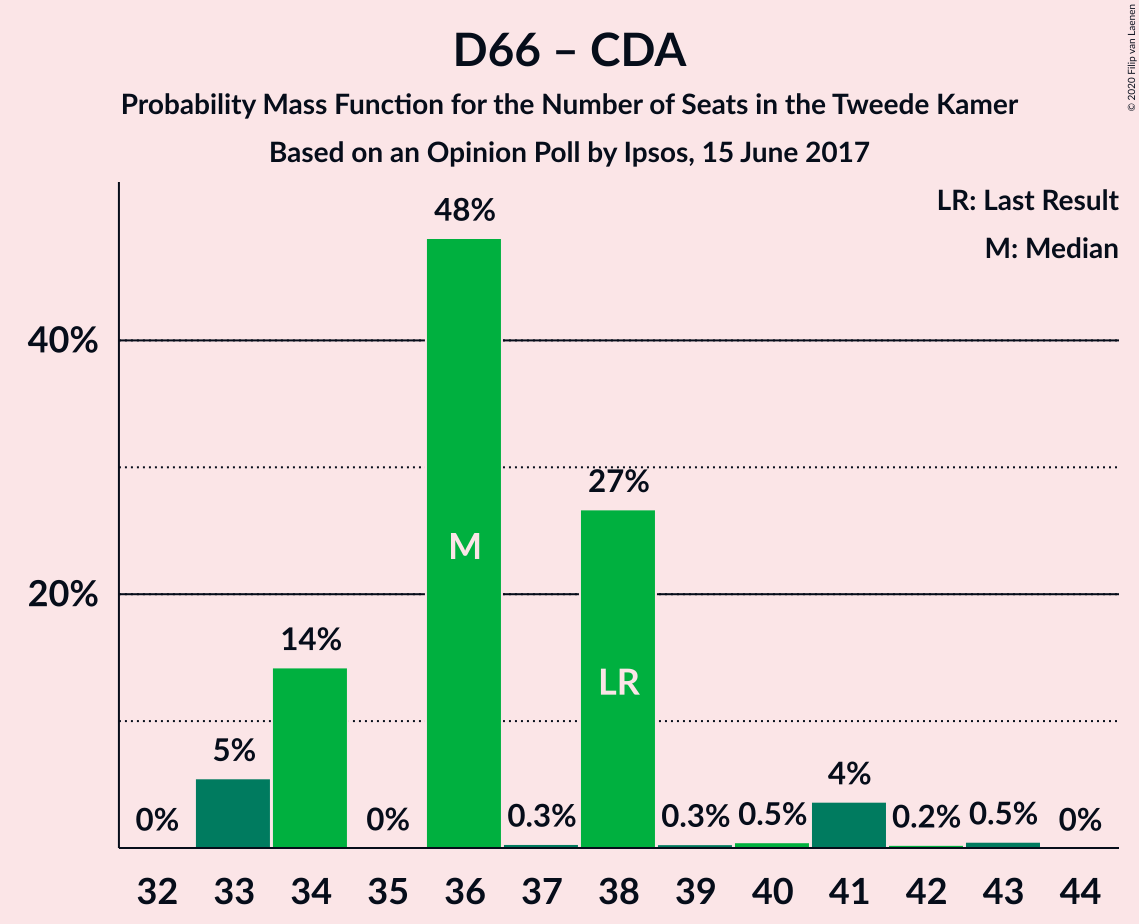 D66 – CDA
Probability Mass Function for the Number of Seats in the Tweede Kamer
Based on an Opinion Poll by Ipsos, 15 June 2017
© 2020 Filip van Laenen
LR: Last Result
M: Median
40%
20%
0%
5%
14%
0%
48%
M
0.3%
27%
LR
0.3%
0.5%
4%
0.2%
0.5%
0%
32 33 34 35 36 37 38 39 40 41 42 43 44